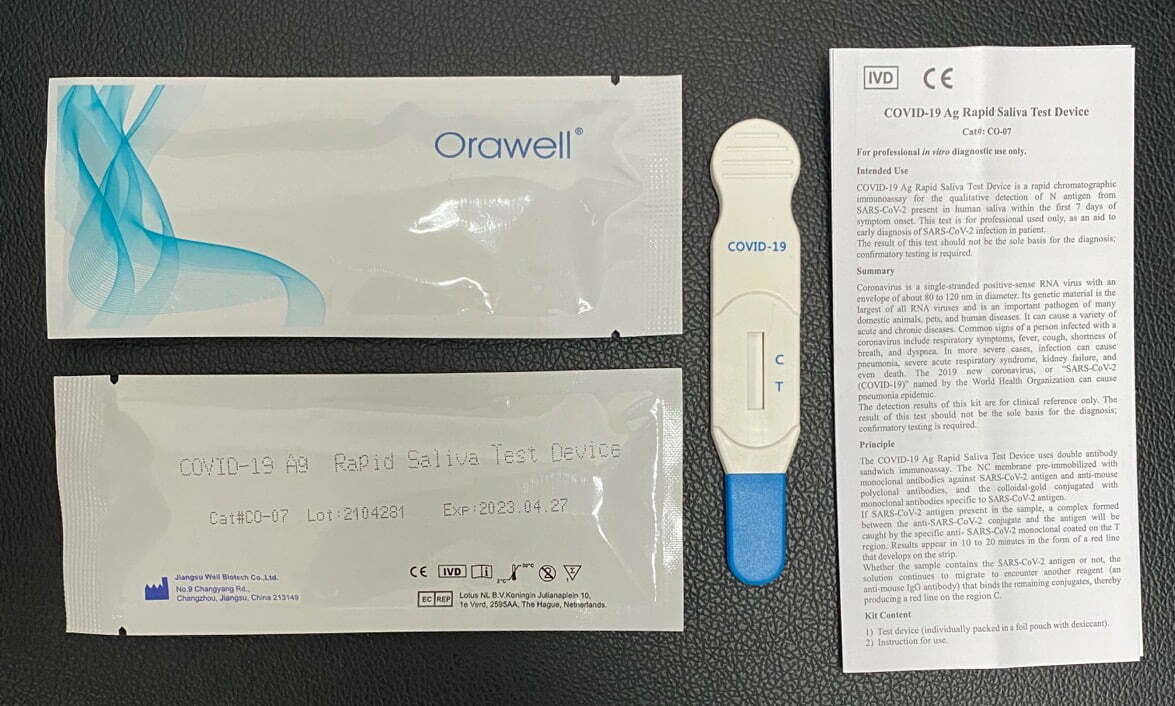 Orawell®
COVID-19 Ag Rapid Saliva Test Device
Cat#CO-07 Lot:2104281 Exp:2023.04.27
Jiangsu Well Biotech Co.,Ltd.
No.9 Changyang Rd.,
Changzhou, Jiangsu, China 213149
CE IVD
2°C 30°C
2
EC REP
Lotus NL B.V.Koningin Julianaplein 10,
1e Verd, 2595AA, The Hague, Netherlands.
COVID-19
C
T
IVD CE
COVID-19 Ag Rapid Saliva Test Device
Cat#: CO-07
For professional in vitro diagnostic use only.
Intended Use
COVID-19 Ag Rapid Saliva Test Device is a rapid chromatographic
immunoassay for the qualitative detection of N antigen from
SARS-CoV-2 present in human saliva within the first 7 days of
symptom onset. This test is for professional used only, as an aid to
early diagnosis of SARS-CoV-2 infection in patient.
The result of this test should not be the sole basis for the diagnosis;
confirmatory testing is required.
Summary
Coronavirus is a single-stranded positive-sense RNA virus with an
envelope of about 80 to 120 nm in diameter. Its genetic material is the
largest of all RNA viruses and is an important pathogen of many
domestic animals, pets, and human diseases. It can cause a variety of
acute and chronic diseases. Common signs of a person infected with a
coronavirus include respiratory symptoms, fever, cough, shortness of
breath, and dyspnea. In more severe cases, infection can cause
pneumonia, severe acute respiratory syndrome, kidney failure, and
even death. The 2019 new coronavirus, or "SARS-CoV-2
(COVID-19)" named by the World Health Organization can cause
pneumonia epidemic.
The detection results of this kit are for clinical reference only. The
result of this test should not be the sole basis for the diagnosis;
confirmatory testing is required.
Principle
The COVID-19 Ag Rapid Saliva Test Device uses double antibody
sandwich immunoassay. The NC membrane pre-immobilized with
monoclonal antibodies against SARS-CoV-2 antigen and anti-mouse
polyclonal antibodies, and the colloidal-gold conjugated with
monoclonal antibodies specific to SARS-CoV-2 antigen.
If SARS-CoV-2 antigen present in the sample, a complex formed
between the anti-SARS-CoV-2 conjugate and the antigen will be
caught by the specific anti- SARS-CoV-2 monoclonal coated on the T
region. Results appear in 10 to 20 minutes in the form of a red line
that develops on the strip.
Whether the sample contains the SARS-CoV-2 antigen or not, the
solution continues to migrate to encounter another reagent (an
anti-mouse IgG antibody) that binds the remaining conjugates, thereby
producing a red line on the region C.
Kit Content
1) Test device (individually packed in a foil pouch with desiccant).
2) Instruction for use.